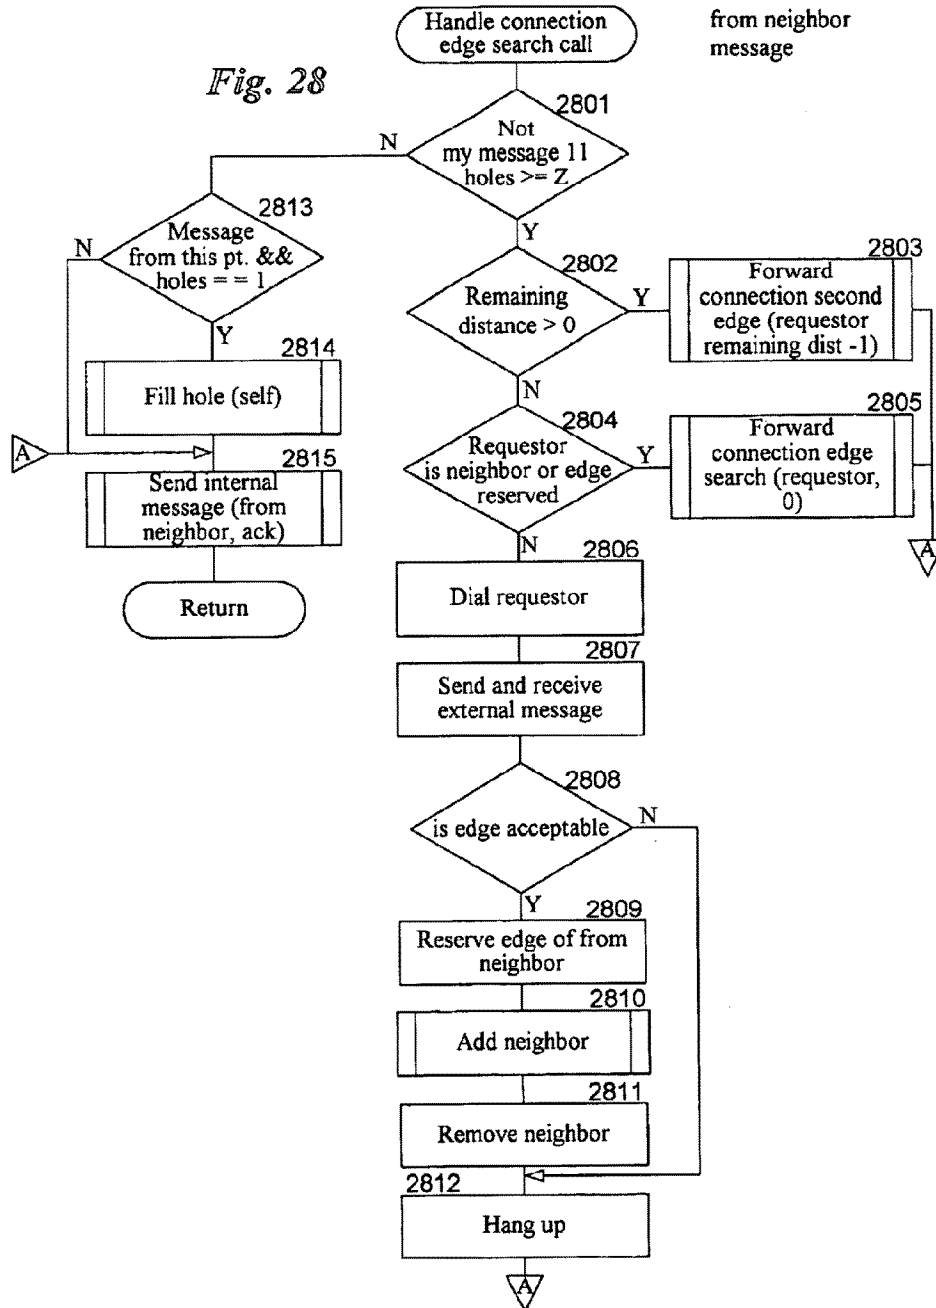 Handle connection
edge search call
from neighbor
message
Fig. 28
2801
Not
my message 11
holes >= Z
N
Y
2813
Message
from this pt. &&
holes = = 1
N
Y
2802
Remaining
distance > 0
Y
N
2803
Forward
connection second
edge (requestor
remaining dist -1)
2814
Fill hole (self)
2804
Requestor
is neighbor or edge
reserved
Y
N
2805
Forward
connection edge
search (requestor,
0)
A
A
2815
Send internal
message (from
neighbor, ack)
Return
2806
Dial requestor
2807
Send and receive
external message
2808
is edge acceptable
N
Y
2809
Reserve edge of from
neighbor
2810
Add neighbor
2811
Remove neighbor
2812
Hang up
A